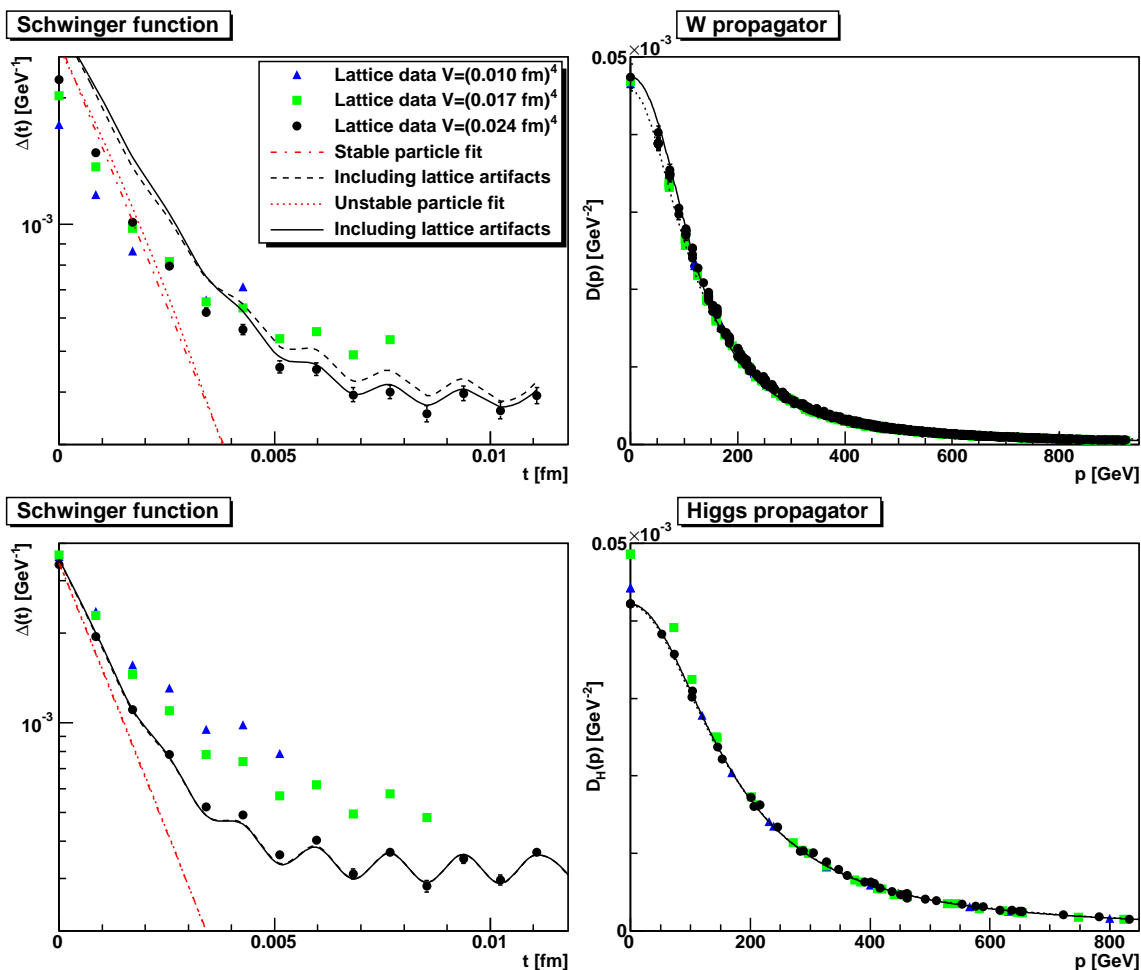 Schwinger function
Δ(t) [GeV⁻¹]
10⁻³
Lattice data V=(0.010 fm)⁴
Lattice data V=(0.017 fm)⁴
Lattice data V=(0.024 fm)⁴
Stable particle fit
Including lattice artifacts
Unstable particle fit
Including lattice artifacts
0 0.005 0.01
t [fm]
W propagator
×10⁻³
0.05
D(p) [GeV⁻²]
0
0 200 400 600 800
p [GeV]
Schwinger function
Δ(t) [GeV⁻¹]
10⁻³
0 0.005 0.01
t [fm]
Higgs propagator
×10⁻³
0.05
D_H(p) [GeV⁻²]
0
0 200 400 600 800
p [GeV]